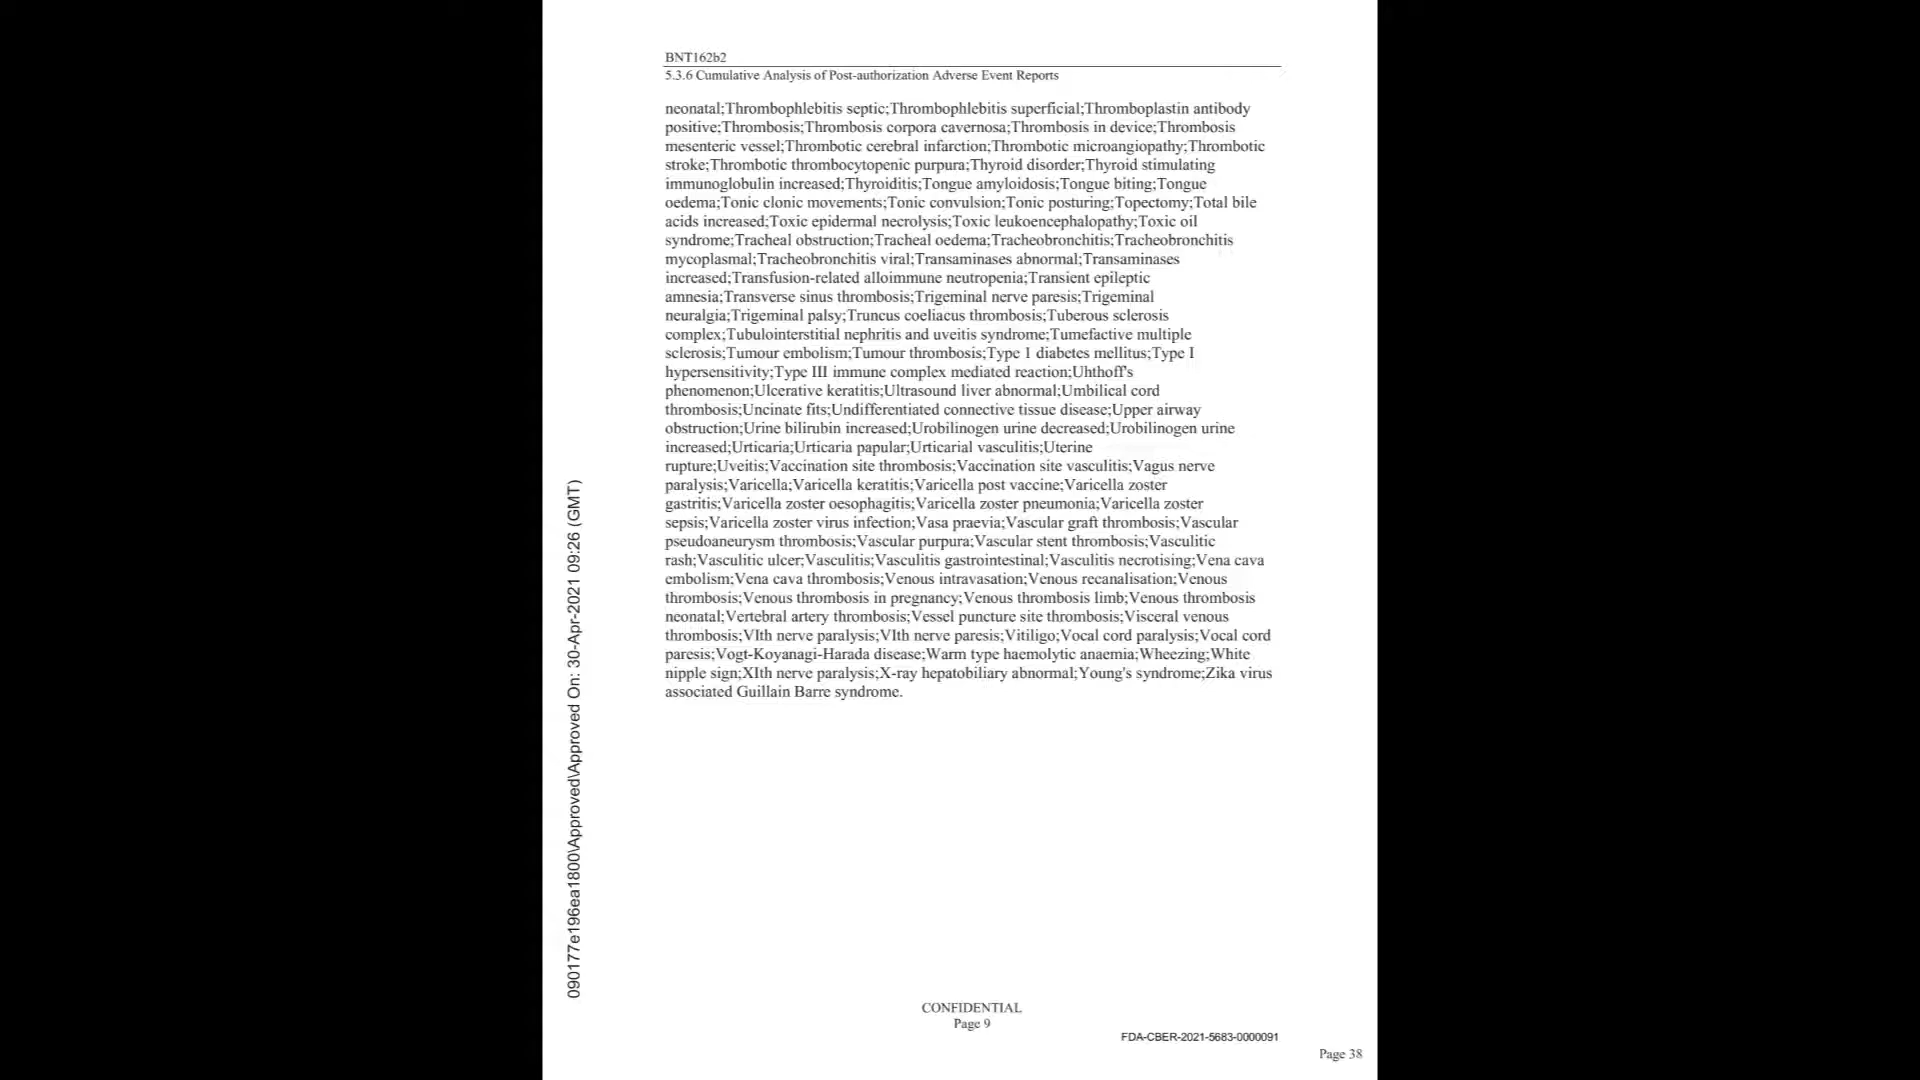 BNT162b2
5.3.6 Cumulative Analysis of Post-authorization Adverse Event Reports
neonatal;Thrombophlebitis septic;Thrombophlebitis superficial;Thromboplastin antibody
positive;Thrombosis;Thrombosis corpora cavernosa;Thrombosis in device;Thrombosis
mesenteric vessel;Thrombotic cerebral infarction;Thrombotic microangiopathy;Thrombotic
stroke;Thrombotic thrombocytopenic purpura;Thyroid disorder;Thyroid stimulating
immunoglobulin increased;Thyroiditis;Tongue amyloidosis;Tongue biting;Tongue
oedema;Tonic clonic movements;Tonic convulsion;Tonic posturing;Topectomy;Total bile
acids increased;Toxic epidermal necrolysis;Toxic leukoencephalopathy;Toxic oil
syndrome;Tracheal obstruction;Tracheal oedema;Tracheobronchitis;Tracheobronchitis
mycoplasmal;Tracheobronchitis viral;Transaminases abnormal;Transaminases
increased;Transfusion-related alloimmune neutropenia;Transient epileptic
amnesia;Transverse sinus thrombosis;Trigeminal nerve paresis;Trigeminal
neuralgia;Trigeminal palsy;Truncus coeliacus thrombosis;Tuberous sclerosis
complex;Tubulointerstitial nephritis and uveitis syndrome;Tumefactive multiple
sclerosis;Tumour embolism;Tumour thrombosis;Type 1 diabetes mellitus;Type I
hypersensitivity;Type III immune complex mediated reaction;Uhthoff's
phenomenon;Ulcerative keratitis;Ultrasound liver abnormal;Umbilical cord
thrombosis;Uncinate fits;Undifferentiated connective tissue disease;Upper airway
obstruction;Urine bilirubin increased;Urobilinogen urine decreased;Urobilinogen urine
increased;Urticaria;Urticaria papular;Urticarial vasculitis;Uterine
rupture;Uveitis;Vaccination site thrombosis;Vaccination site vasculitis;Vagus nerve
paralysis;Varicella;Varicella keratitis;Varicella post vaccine;Varicella zoster
gastritis;Varicella zoster oesophagitis;Varicella zoster pneumonia;Varicella zoster
sepsis;Varicella zoster virus infection;Vasa praevia;Vascular graft thrombosis;Vascular
pseudoaneurysm thrombosis;Vascular purpura;Vascular stent thrombosis;Vasculitic
rash;Vasculitic ulcer;Vasculitis;Vasculitis gastrointestinal;Vasculitis necrotising;Vena cava
embolism;Vena cava thrombosis;Venous intravasation;Venous recanalisation;Venous
thrombosis;Venous thrombosis in pregnancy;Venous thrombosis limb;Venous thrombosis
neonatal;Vertebral artery thrombosis;Vessel puncture site thrombosis;Visceral venous
thrombosis;VIth nerve paralysis;VIth nerve paresis;Vitiligo;Vocal cord paralysis;Vocal cord
paresis;Vogt-Koyanagi-Harada disease;Warm type haemolytic anaemia;Wheezing;White
nipple sign;XIth nerve paralysis;X-ray hepatobiliary abnormal;Young's syndrome;Zika virus
associated Guillain Barre syndrome.
090177e196ea1800\Approved\Approved On: 30-Apr-2021 09:26 (GMT)
CONFIDENTIAL
Page 9
FDA-CBER-2021-5683-0000091
Page 38